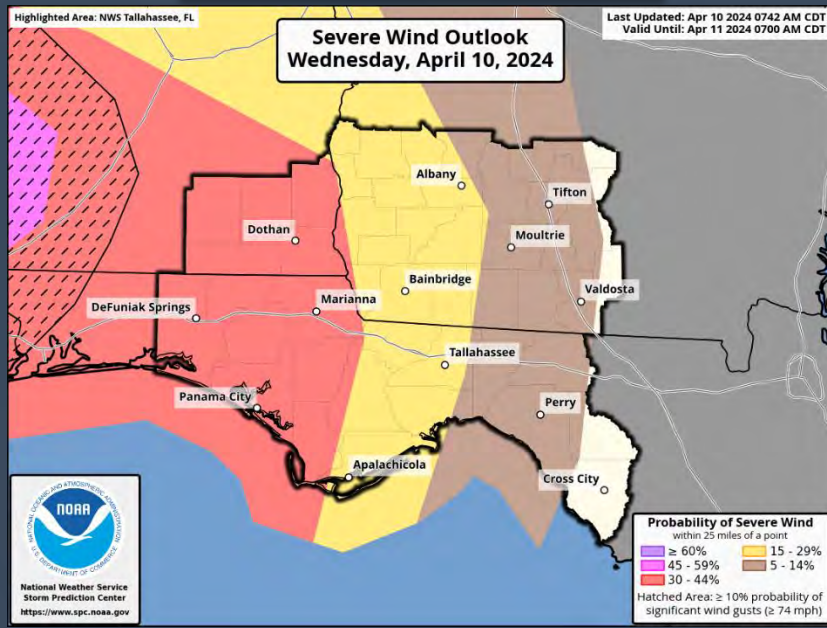 Highlighted Area: NWS Tallahassee, FL
Last Updated: Apr 10 2024 0742 AM CDT
Valid Until: Apr 11 2024 0700 AM CDT
Severe Wind Outlook
Wednesday, April 10, 2024
Albany
Tifton
Dothan
Moultrie
Bainbridge
Valdosta
DeFuniak Springs
Marianna
Tallahassee
Panama City
Perry
Apalachicola
Cross City
NATIONAL OCEANIC AND ATMOSPHERIC ADMINISTRATION
NOAA
U.S. DEPARTMENT OF COMMERCE
National Weather Service
Storm Prediction Center
https://www.spc.noaa.gov
Probability of Severe Wind
within 25 miles of a point
≥ 60%
15 - 29%
45 - 59%
5 - 14%
30 - 44%
Hatched Area: ≥ 10% probability of
significant wind gusts (≥ 74 mph)